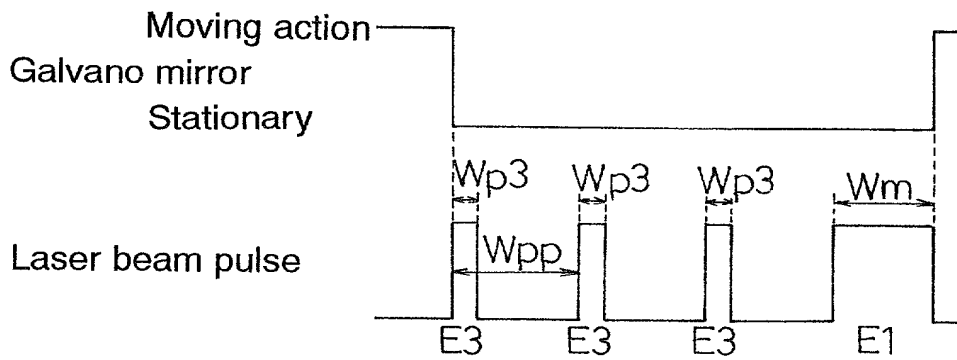 Moving action
Galvano mirror
Stationary
Wp3 Wp3 Wp3 Wm
Wpp
Laser beam pulse
E3 E3 E3 E1